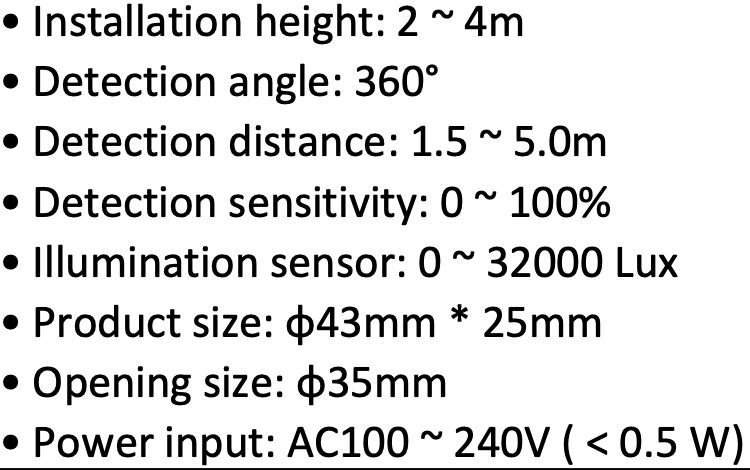 • Installation height: 2 ~ 4m
• Detection angle: 360°
• Detection distance: 1.5 ~ 5.0m
• Detection sensitivity: 0 ~ 100%
• Illumination sensor: 0 ~ 32000 Lux
• Product size: ϕ43mm * 25mm
• Opening size: ϕ35mm
• Power input: AC100 ~ 240V ( < 0.5 W)